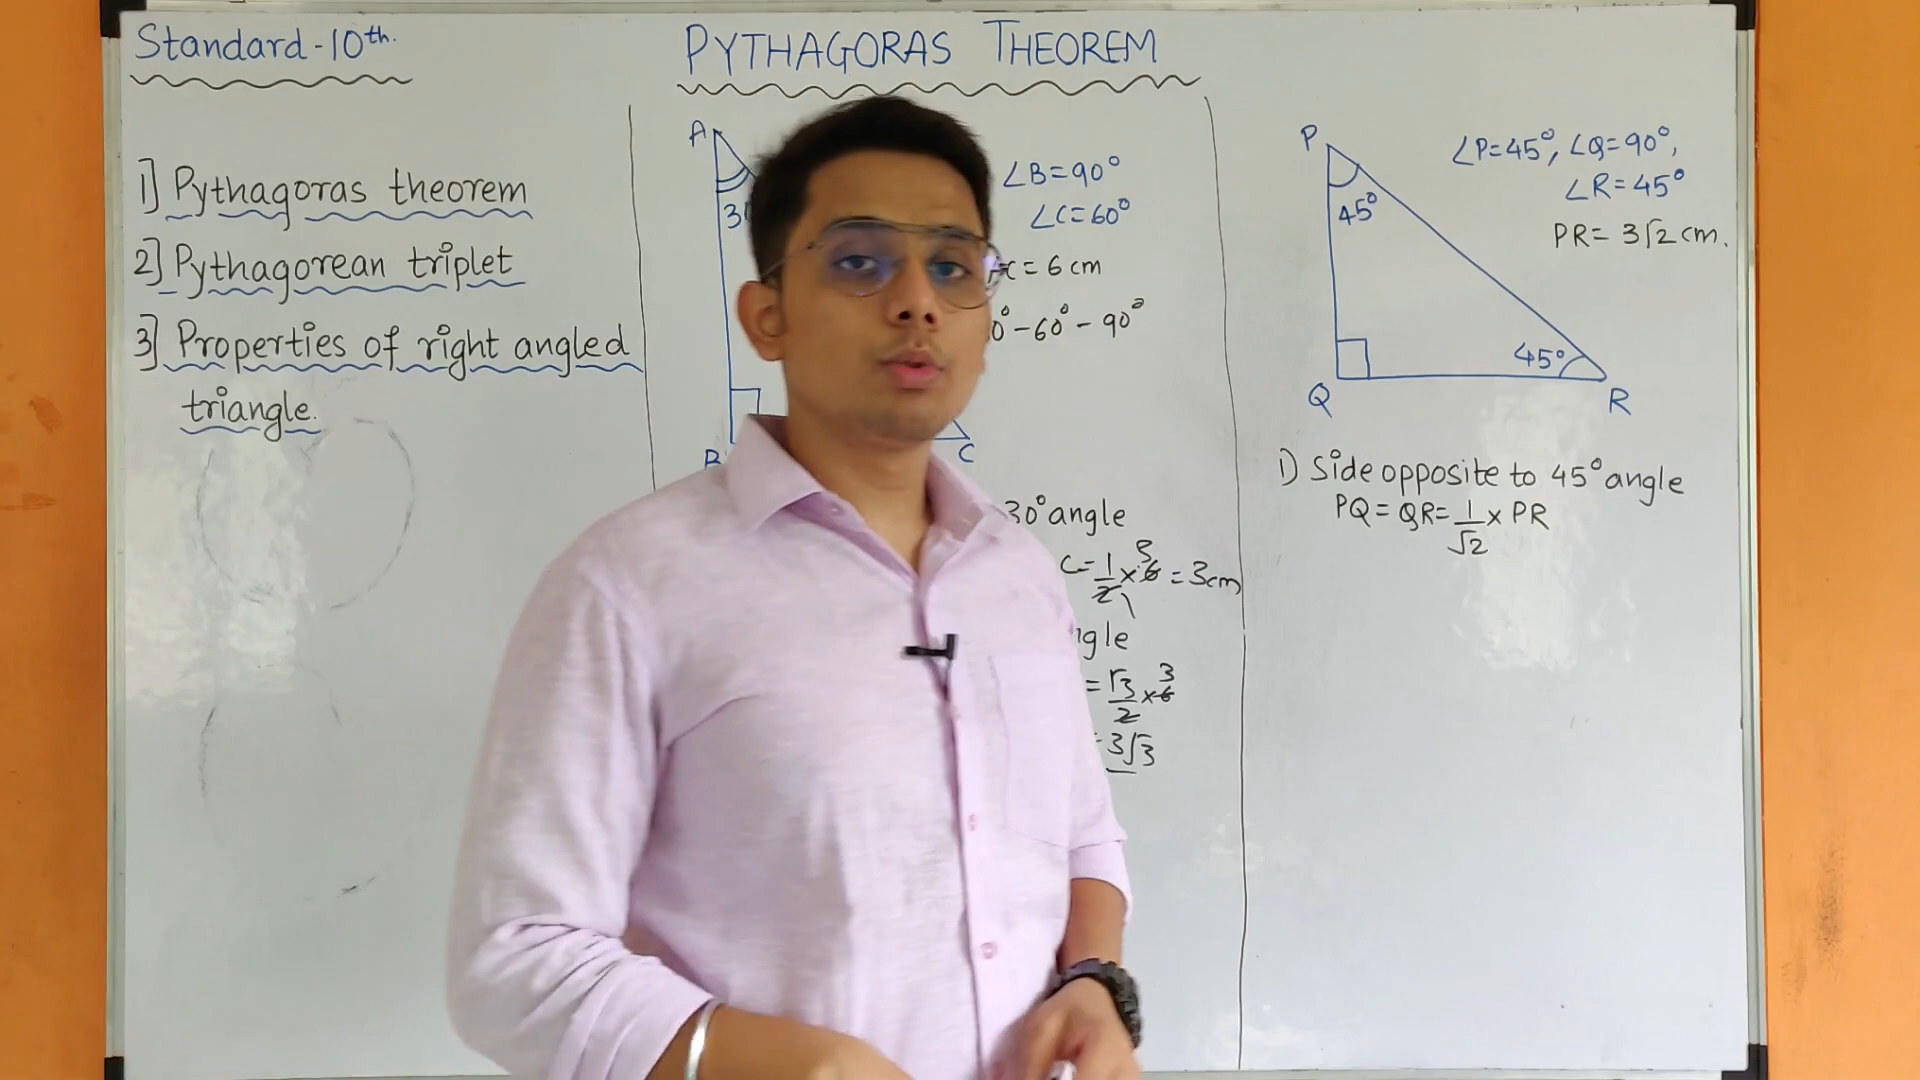 Standard-10th.
PYTHAGORAS THEOREM
1] Pythagoras theorem
2] Pythagorean triplet
3] Properties of right angled
triangle.
A
∠B=90°
∠C=60°
= 6 cm
-60°-90°
B
C
30° angle
C=1/2×6 3 =3cm
=√3/2×6 3
=3√3
P
∠P=45°, ∠Q=90°,
∠R=45°
PR= 3√2 cm.
45°
45°
Q
R
1) Side opposite to 45° angle
PQ=QR=1/√2×PR